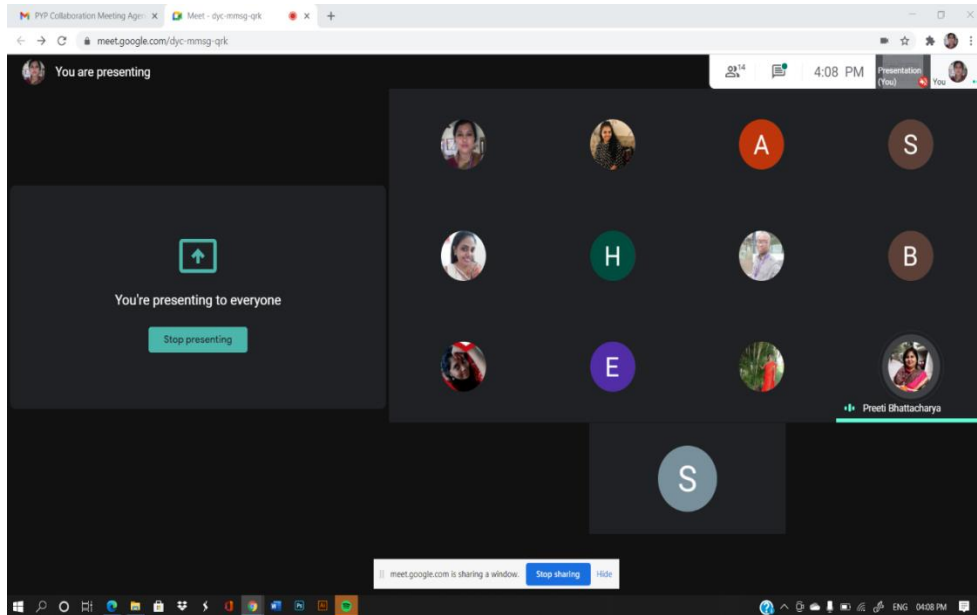 PYP Collaboration Meeting Agen
Meet - dyc-mmsg-qrk
meet.google.com/dyc-mmsg-qrk
You are presenting
14
4:08 PM
Presentation
(You)
You
A
S
H
B
You're presenting to everyone
Stop presenting
E
Preeti Bhattacharya
S
meet.google.com is sharing a window.
Stop sharing
Hide
ENG
04:08 PM